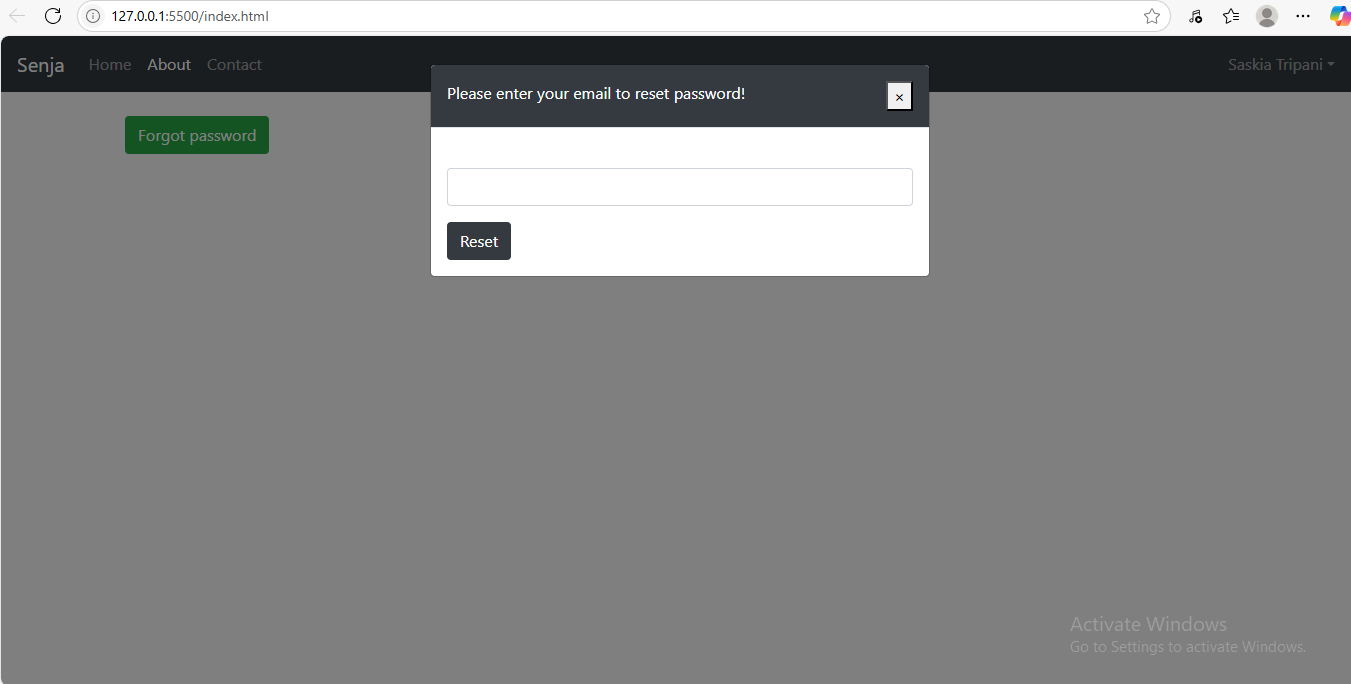 127.0.0.1:5500/index.html
Senja Home About Contact Saskia Tripani
Please enter your email to reset password! ×
Forgot password
Reset
Activate Windows
Go to Settings to activate Windows.